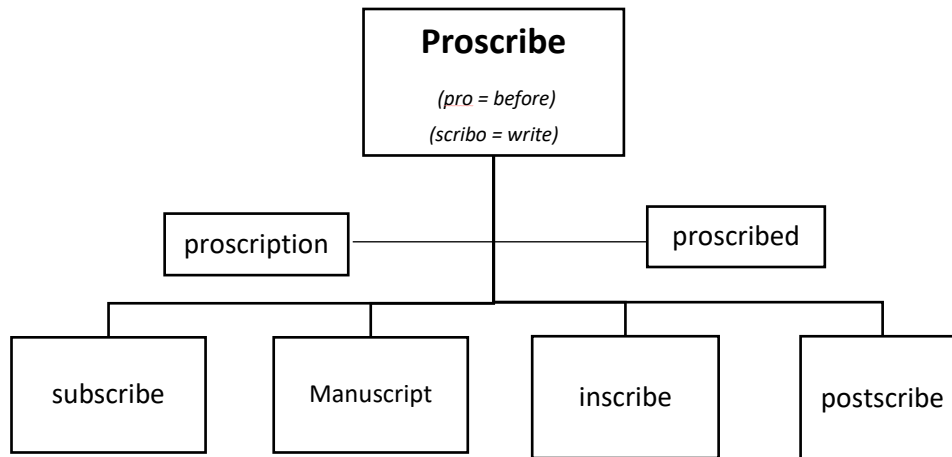 Proscribe
(pro = before)
(scribo = write)
proscription
proscribed
subscribe
Manuscript
inscribe
postscribe